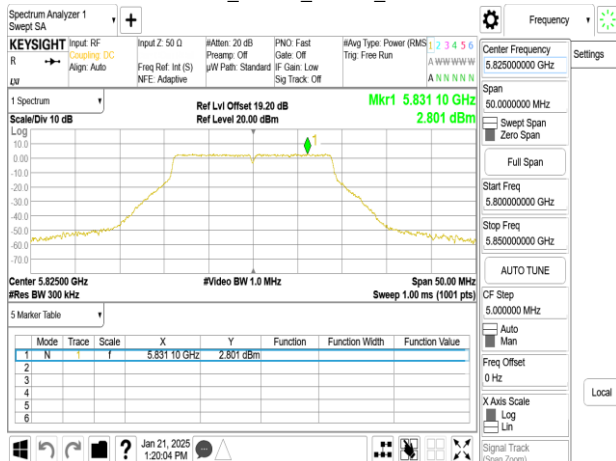 Spectrum Analyzer 1
Swept SA
Frequency
KEYSIGHT
R
Input: RF
Coupling: DC
Align: Auto
Input Z: 50 Ω
Freq Ref: Int (S)
NFE: Adaptive
#Atten: 20 dB
Preamp: Off
µW Path: Standard
PNO: Fast
Gate: Off
IF Gain: Low
Sig Track: Off
#Avg Type: Power (RMS
Trig: Free Run
1 2 3 4 5 6
A W W W W W
A N N N N N
1 Spectrum
Scale/Div 10 dB
Ref Lvl Offset 19.20 dB
Ref Level 20.00 dBm
Mkr1 5.831 10 GHz
2.801 dBm
Log
10.0
0.00
-10.0
-20.0
-30.0
-40.0
-50.0
-60.0
-70.0
1
Center 5.82500 GHz
#Res BW 300 kHz
#Video BW 1.0 MHz
Span 50.00 MHz
Sweep 1.00 ms (1001 pts)
5 Marker Table
Mode Trace Scale X Y Function Function Width Function Value
1 N 1 f 5.831 10 GHz 2.801 dBm
2
3
4
5
6
Jan 21, 2025
1:20:04 PM
Center Frequency
5.825000000 GHz
Span
50.0000000 MHz
Swept Span
Zero Span
Full Span
Start Freq
5.800000000 GHz
Stop Freq
5.850000000 GHz
AUTO TUNE
CF Step
5.000000 MHz
Auto
Man
Freq Offset
0 Hz
X Axis Scale
Log
Lin
Signal Track
(Span Zoom)
Settings
Local